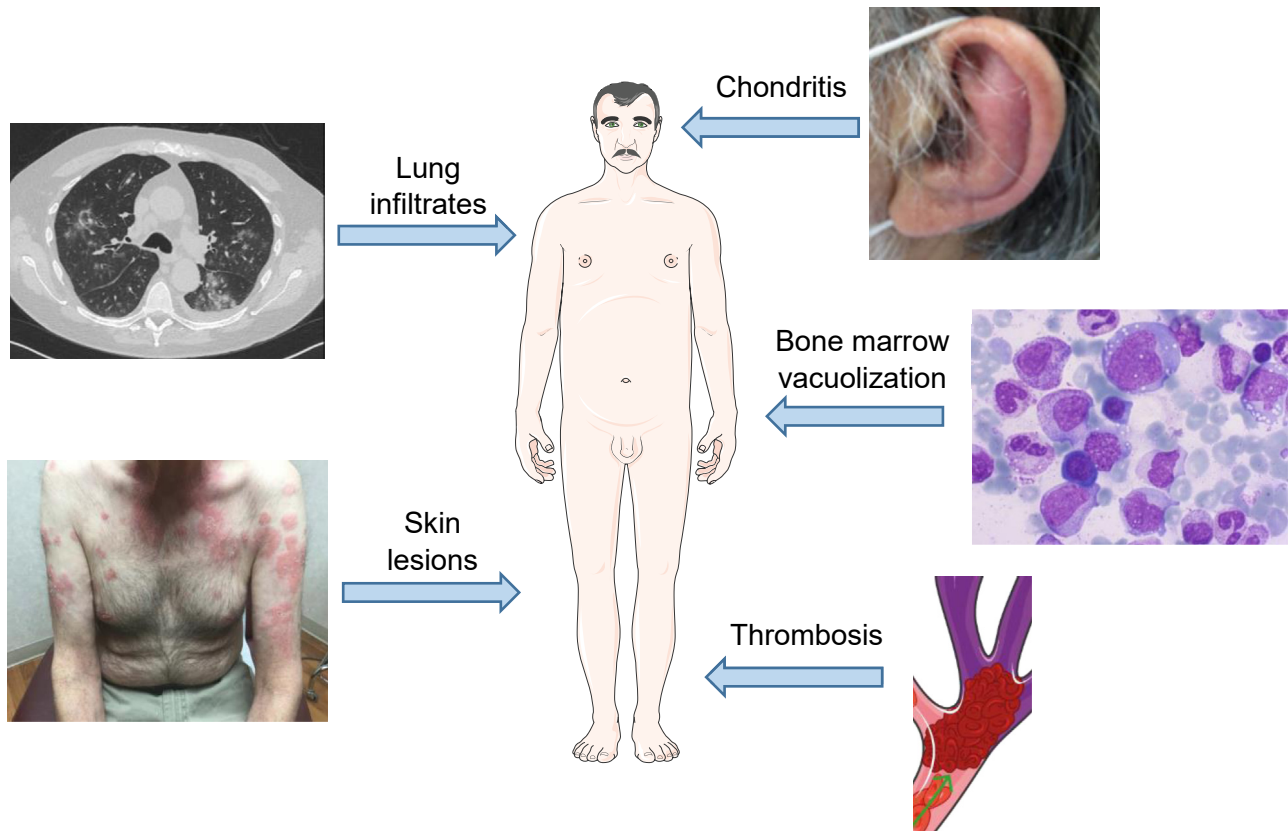 Chondritis
Lung
infiltrates
Bone marrow
vacuolization
Skin
lesions
Thrombosis